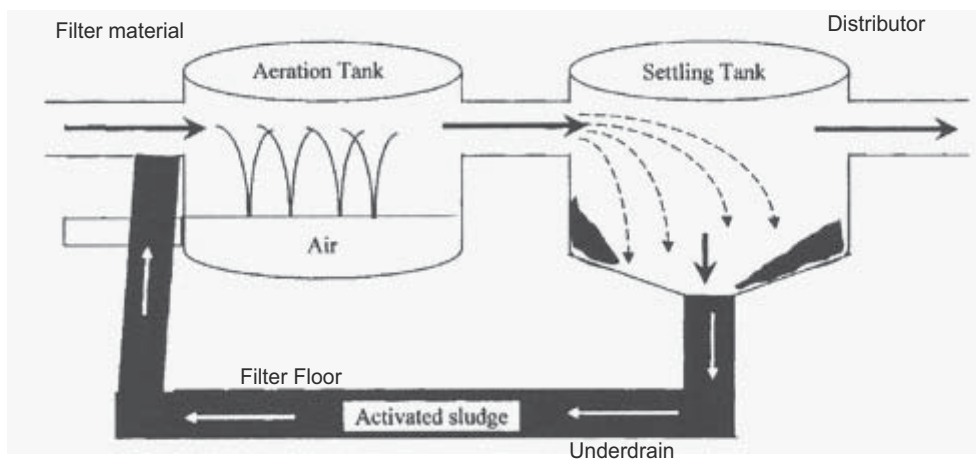 Filter material
Distributor
Aeration Tank
Settling Tank
Air
Filter Floor
Activated sludge
Underdrain